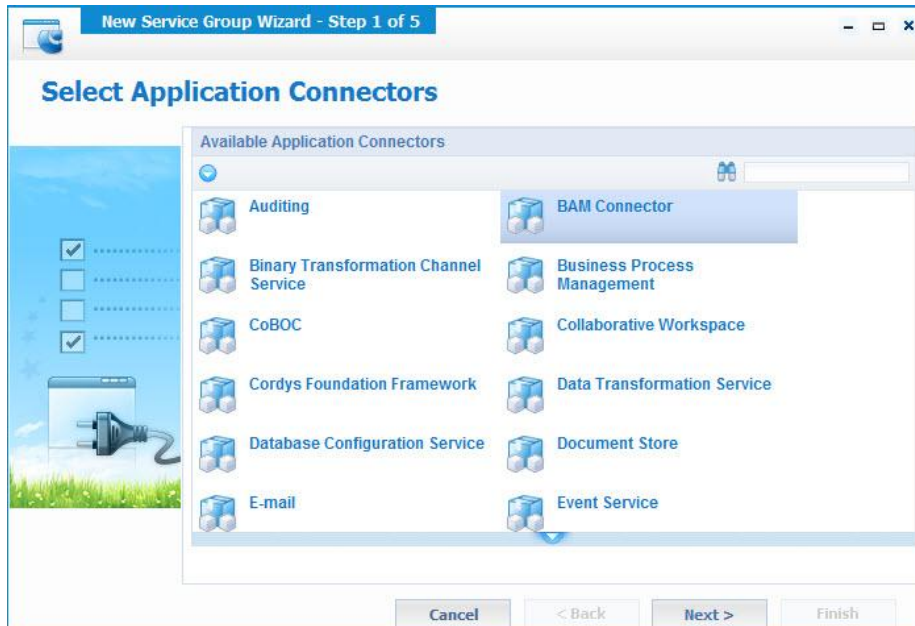 New Service Group Wizard - Step 1 of 5
Select Application Connectors
Available Application Connectors
Auditing
BAM Connector
Binary Transformation Channel
Service
Business Process
Management
CoBOC
Collaborative Workspace
Cordys Foundation Framework
Data Transformation Service
Database Configuration Service
Document Store
E-mail
Event Service
Cancel
< Back
Next >
Finish